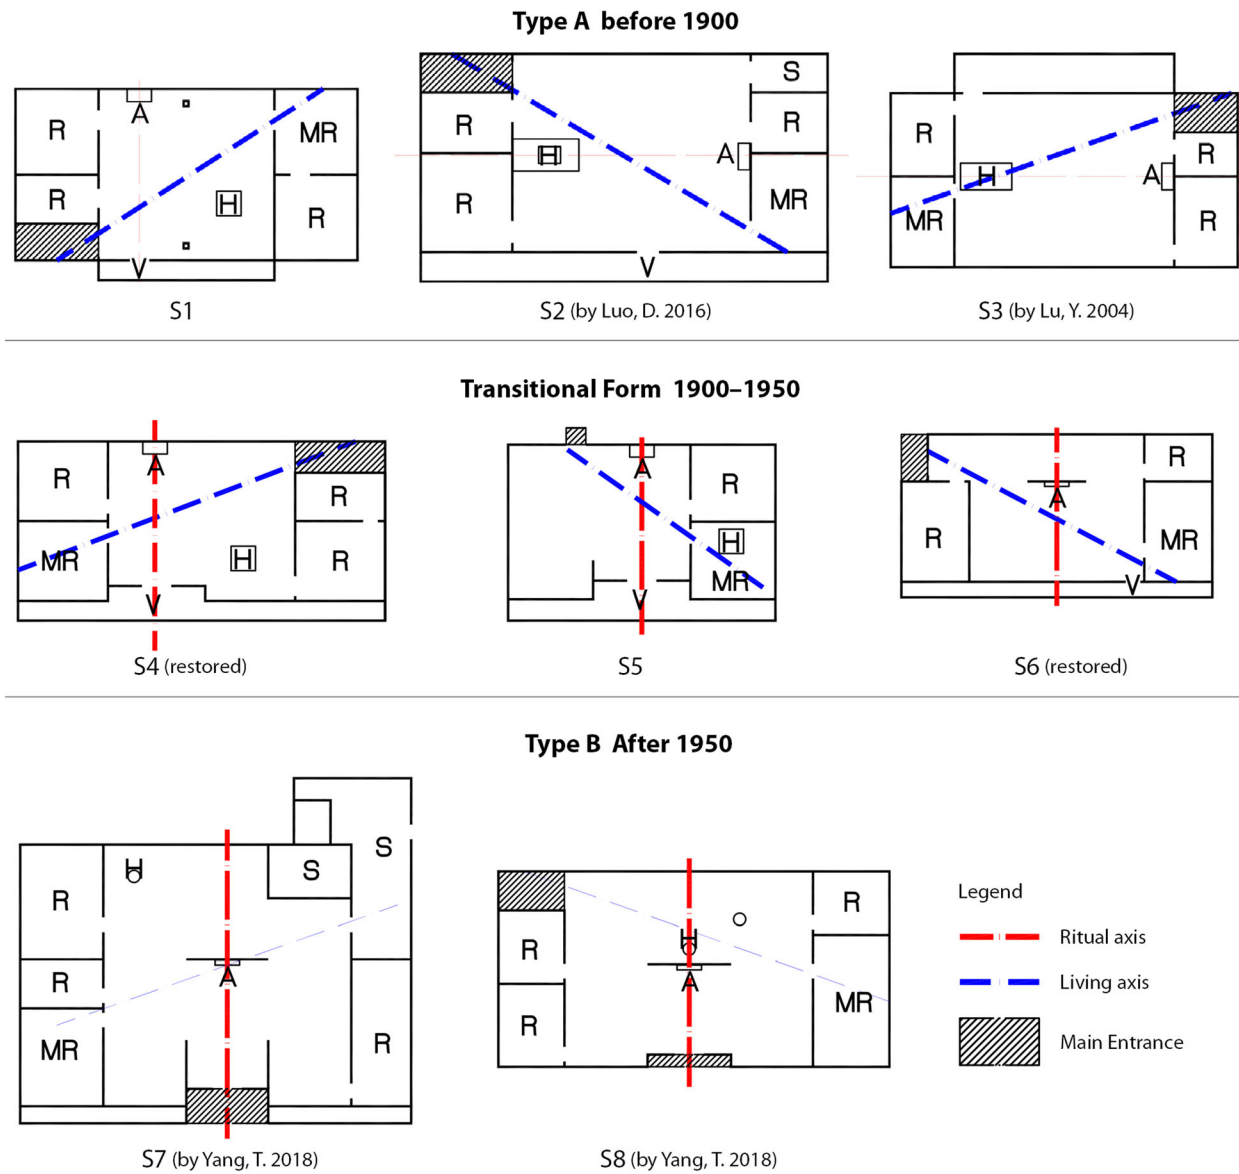 Type A before 1900
A
R
MR
H
R
R
V
S1
S
R
H
A
R
R
MR
V
S2 (by Luo, D. 2016)
R
R
H
A
MR
R
S3 (by Lu, Y. 2004)
Transitional Form 1900–1950
A
R
R
MR
H
R
V
S4 (restored)
A
R
H
MR
V
S5
R
A
R
MR
V
S6 (restored)
Type B After 1950
S
H
S
R
R
A
MR
R
S7 (by Yang, T. 2018)
R
R
H
A
R
MR
S8 (by Yang, T. 2018)
Legend
Ritual axis
Living axis
Main Entrance